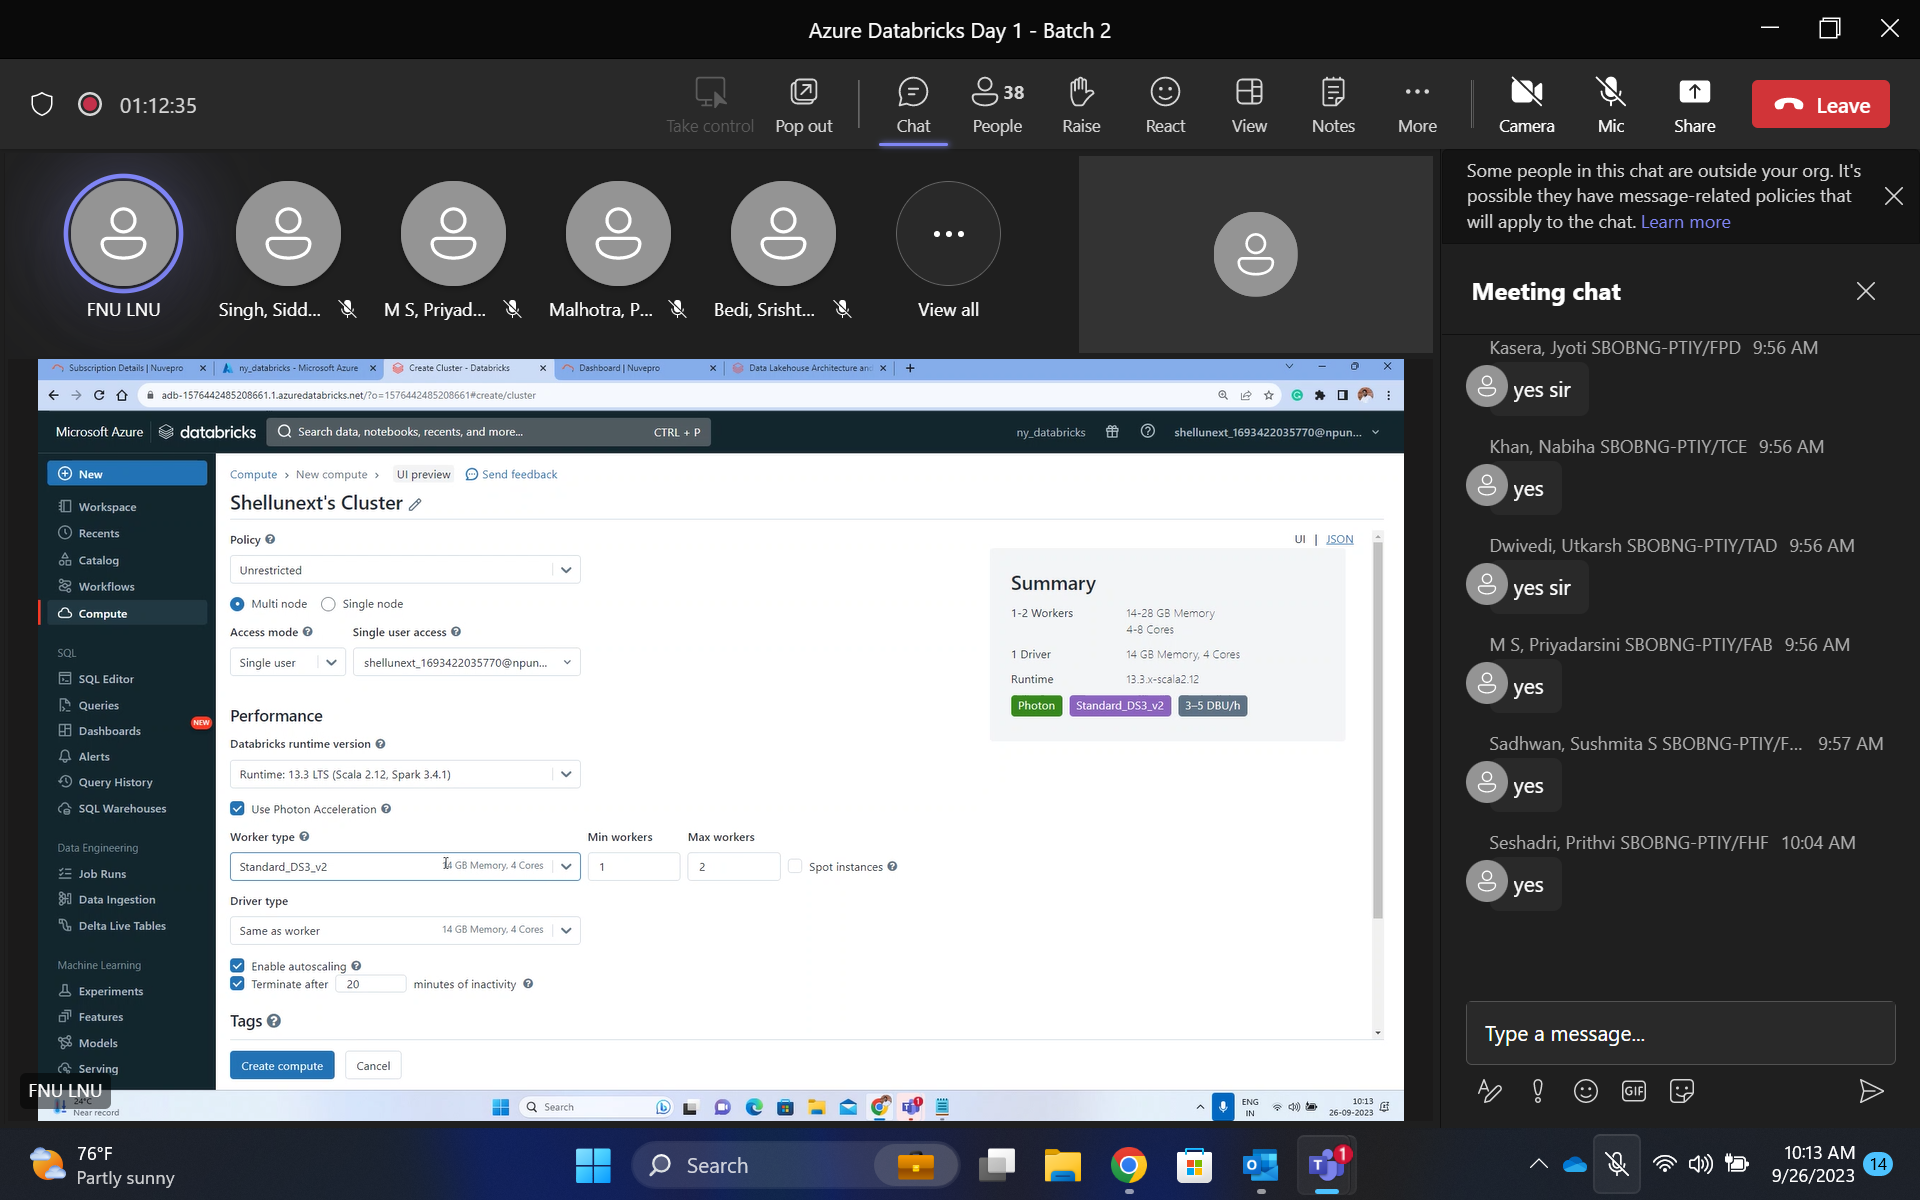 Azure Databricks Day 1 - Batch 2
01:12:35
Take control
Pop out
Chat
38
People
Raise
React
View
Notes
More
Camera
Mic
Share
Leave
FNU LNU
Singh, Sidd...
M S, Priyad...
Malhotra, P...
Bedi, Srisht...
View all
Some people in this chat are outside your org. It's
possible they have message-related policies that
will apply to the chat. Learn more
Meeting chat
Kasera, Jyoti SBOBNG-PTIY/FPD 9:56 AM
yes sir
Khan, Nabiha SBOBNG-PTIY/TCE 9:56 AM
yes
Dwivedi, Utkarsh SBOBNG-PTIY/TAD 9:56 AM
yes sir
M S, Priyadarsini SBOBNG-PTIY/FAB 9:56 AM
yes
Sadhwan, Sushmita S SBOBNG-PTIY/F... 9:57 AM
yes
Seshadri, Prithvi SBOBNG-PTIY/FHF 10:04 AM
yes
Type a message...
GIF
Subscription Details | Nuvepro
ny_databricks - Microsoft Azure
Create Cluster - Databricks
Dashboard | Nuvepro
Data Lakehouse Architecture and
adb-1576442485208661.1.azuredatabricks.net/?o=1576442485208661#create/cluster
Microsoft Azure
databricks
Search data, notebooks, recents, and more...
CTRL + P
ny_databricks
shellunext_1693422035770@npun...
New
Workspace
Recents
Catalog
Workflows
Compute
SQL
SQL Editor
Queries
Dashboards
NEW
Alerts
Query History
SQL Warehouses
Data Engineering
Job Runs
Data Ingestion
Delta Live Tables
Machine Learning
Experiments
Features
Models
Serving
Compute > New compute > UI preview Send feedback
Shellunext's Cluster
Policy
Unrestricted
Multi node
Single node
Access mode
Single user access
Single user
shellunext_1693422035770@npun...
Performance
Databricks runtime version
Runtime: 13.3 LTS (Scala 2.12, Spark 3.4.1)
Use Photon Acceleration
Worker type
Min workers
Max workers
Standard_DS3_v2
14 GB Memory, 4 Cores
1
2
Spot instances
Driver type
Same as worker
14 GB Memory, 4 Cores
Enable autoscaling
Terminate after 20 minutes of inactivity
Tags
Create compute
Cancel
UI | JSON
Summary
1-2 Workers
14-28 GB Memory
4-8 Cores
1 Driver
14 GB Memory, 4 Cores
Runtime
13.3.x-scala2.12
Photon
Standard_DS3_v2
3–5 DBU/h
FNU LNU
24°C
Near record
Search
1
ENG
IN
10:13
26-09-2023
76°F
Partly sunny
Search
1
10:13 AM
9/26/2023
14